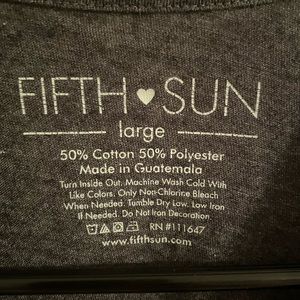 FIFTH SUN
large
50% Cotton 50% Polyester
Made in Guatemala
Turn Inside Out. Machine Wash Cold With
Like Colors. Only Non-Chlorine Bleach
When Needed. Tumble Dry Low. Low Iron
If Needed. Do Not Iron Decoration
RN #111647
www.fifthsun.com